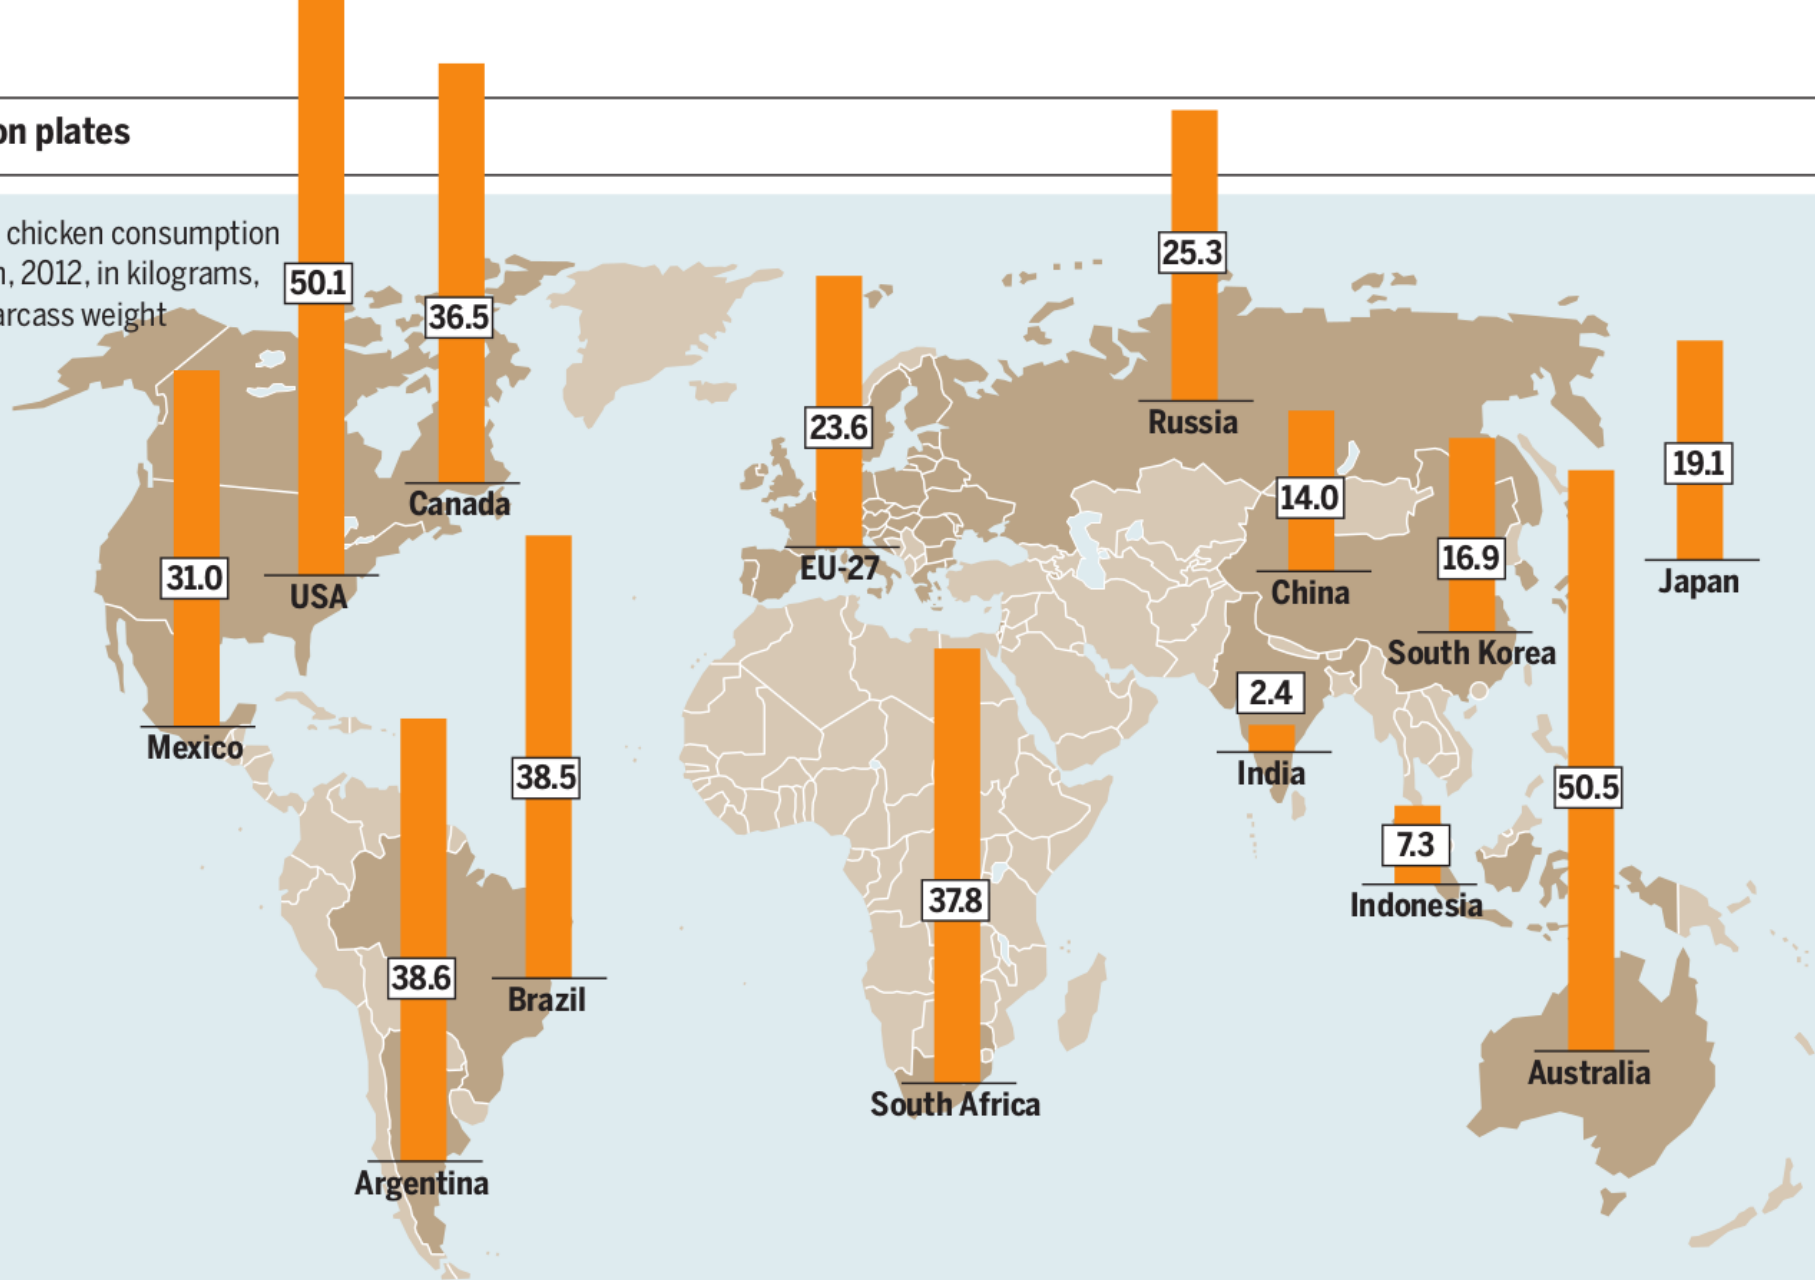 on plates
chicken consumption
, 2012, in kilograms,
arcass weight
50.1
USA
36.5
Canada
31.0
Mexico
38.5
Brazil
38.6
Argentina
23.6
EU-27
37.8
South Africa
25.3
Russia
14.0
China
16.9
South Korea
19.1
Japan
2.4
India
7.3
Indonesia
50.5
Australia